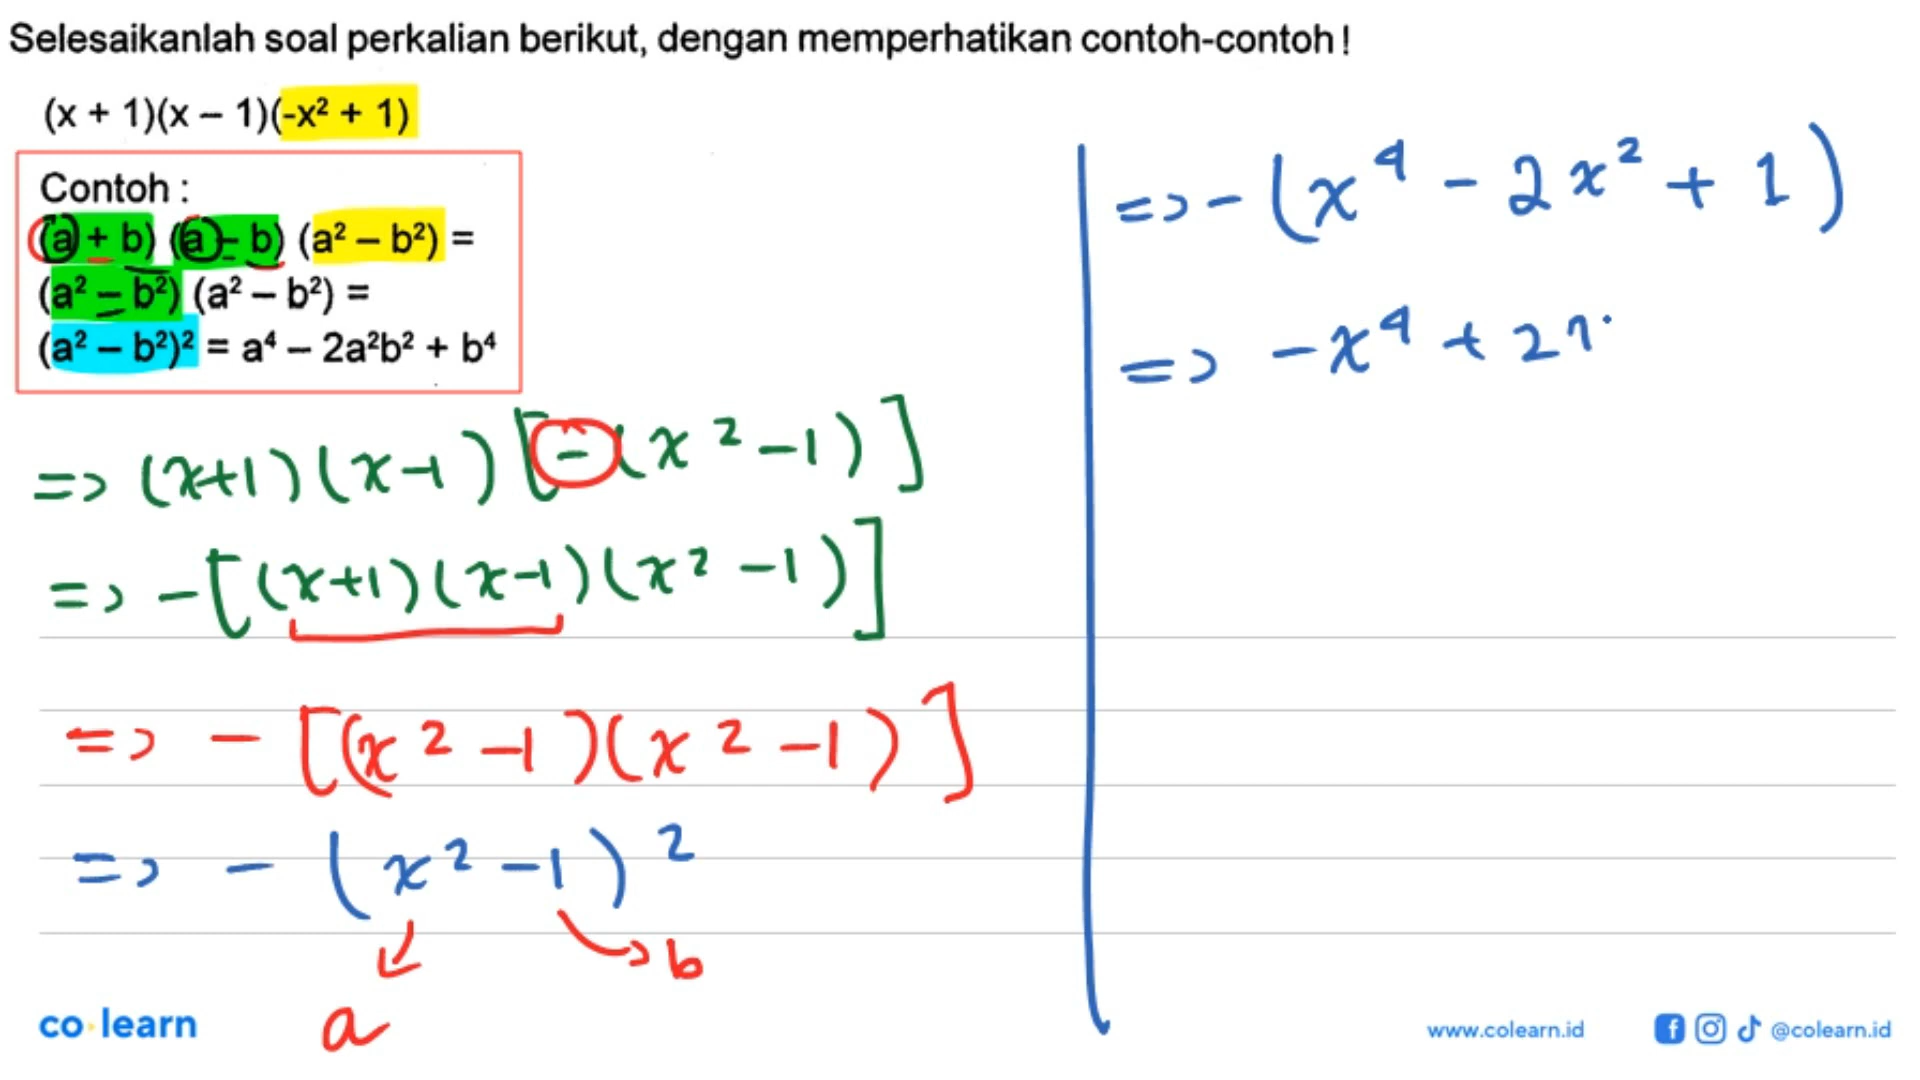 Selesaikanlah soal perkalian berikut, dengan memperhatikan contoh-contoh!
(x + 1)(x – 1)(-x² + 1)
Contoh :
(a + b) (a – b) (a² – b²) =
(a² – b²) (a² – b²) =
(a² – b²)² = a⁴ – 2a²b² + b⁴
=> (x+1)(x-1)[-(x²-1)]
=> -[(x+1)(x-1)(x²-1)]
=> -[(x²-1)(x²-1)]
=> -(x²-1)²
a
b
=> -(x⁴ - 2x² + 1)
=> -x⁴ + 2
co learn
www.colearn.id
@colearn.id